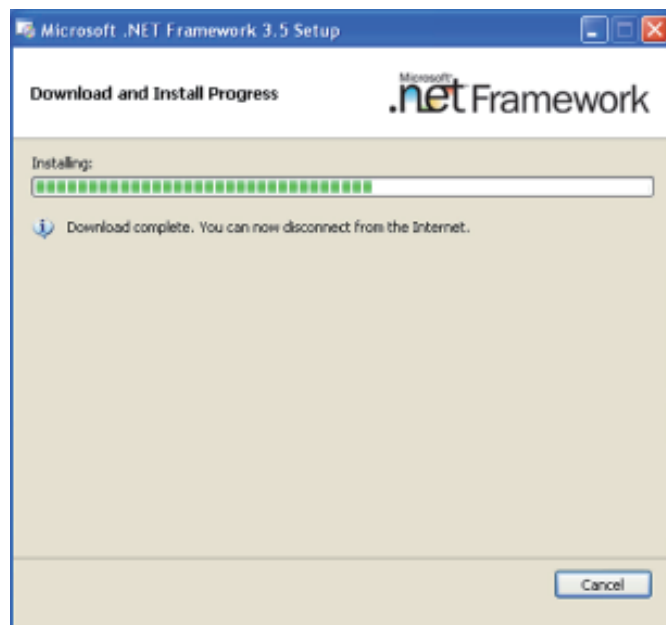 Microsoft .NET Framework 3.5 Setup
Download and Install Progress
Microsoft
.net Framework
Installing:
Download complete. You can now disconnect from the Internet.
Cancel